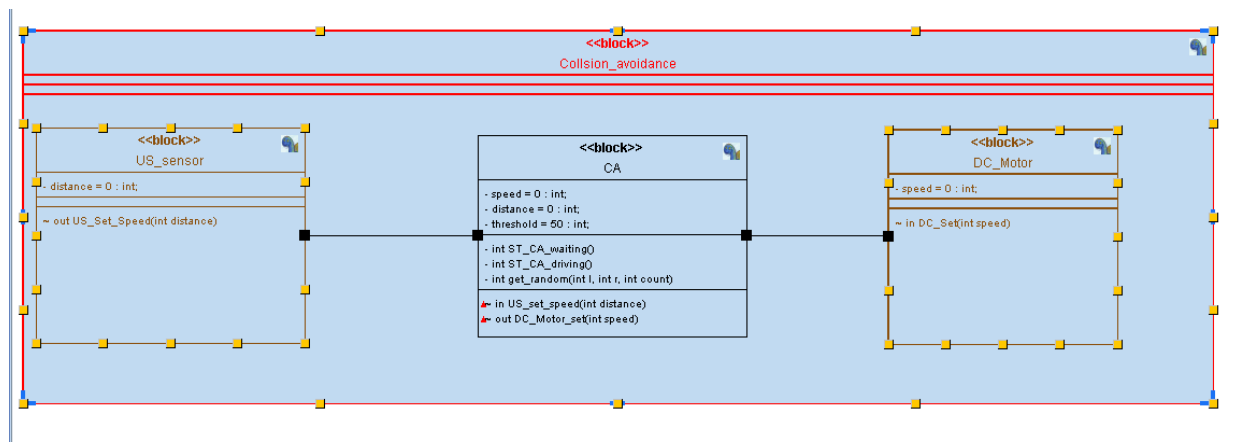 <<block>>
Collsion_avoidance
<<block>>
US_sensor
- distance = 0 : int;
~ out US_Set_Speed(int distance)
<<block>>
CA
- speed = 0 : int;
- distance = 0 : int;
- threshold = 50 : int;
- int ST_CA_waiting()
- int ST_CA_driving()
- int get_random(int l, int r, int count)
~ in US_set_speed(int distance)
~ out DC_Motor_set(int speed)
<<block>>
DC_Motor
- speed = 0 : int;
~ in DC_Set(int speed)